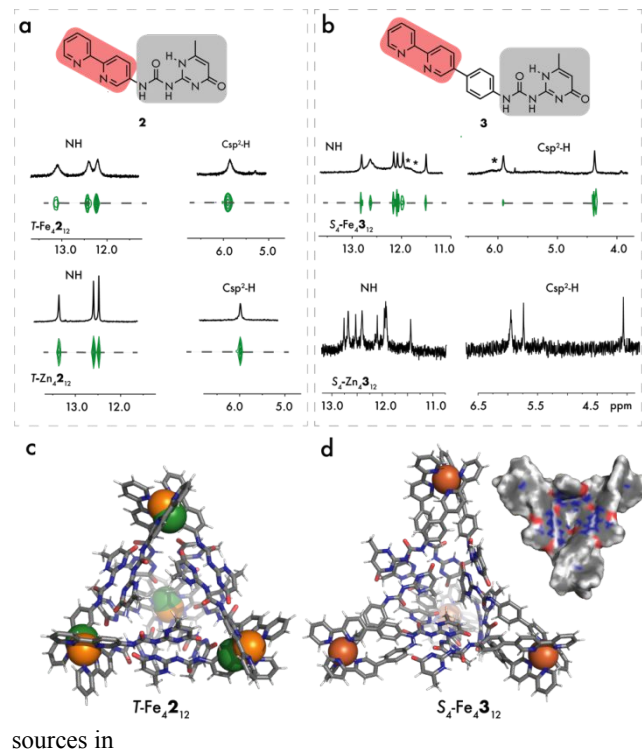 a
b
N
N
H
N
O
N
H
H
N
N
O
2
N
N
N
H
O
N
H
H
N
N
O
3
NH
Csp²-H
T-Fe₄2₁₂
13.0 12.0
6.0 5.0
NH
Csp²-H
T-Zn₄2₁₂
13.0 12.0
6.0 5.0
NH
Csp²-H
* *
*
S₄-Fe₄3₁₂
13.0 12.0 11.0
6.0 5.0 4.0
NH
Csp²-H
S₄-Zn₄3₁₂
13.0 12.0 11.0 10.0
6.5 5.5 4.5 ppm
c
d
T-Fe₄2₁₂
S₄-Fe₄3₁₂
sources in